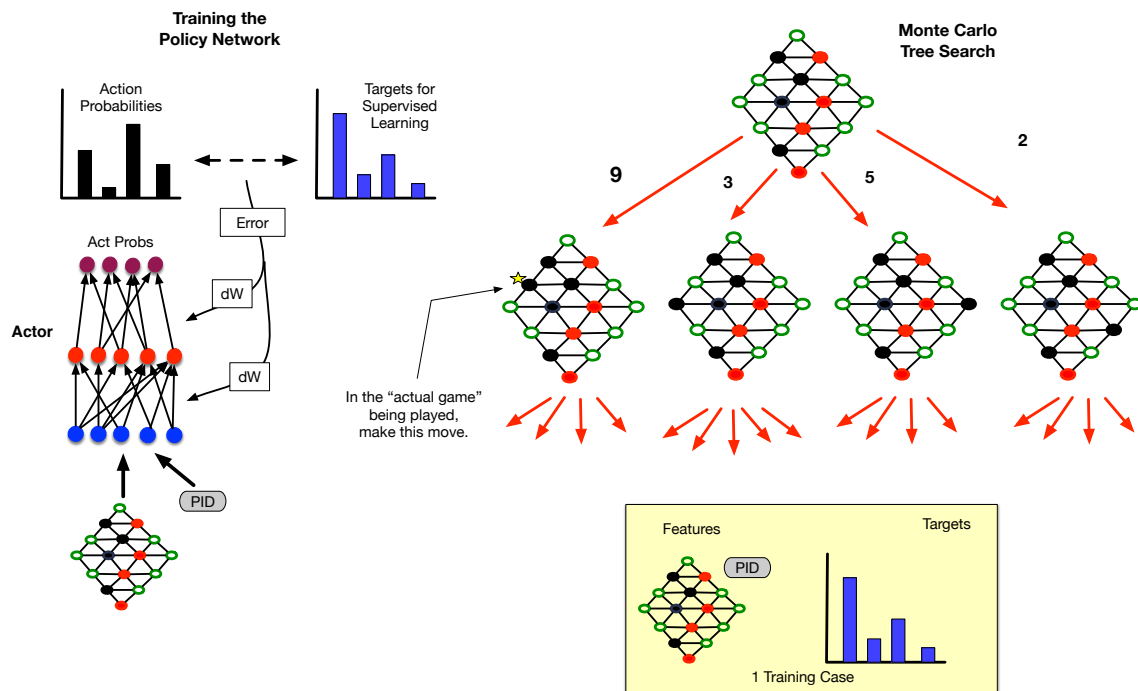 Training the
Policy Network
Action
Probabilities
Targets for
Supervised
Learning
Error
Act Probs
dW
Actor
dW
PID
Monte Carlo
Tree Search
9
3
5
2
In the “actual game”
being played,
make this move.
Features
Targets
PID
1 Training Case